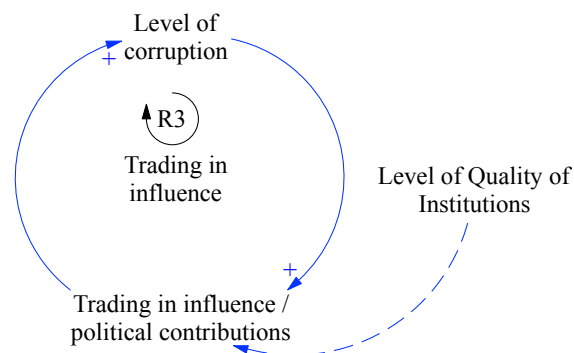 Level of
corruption
+
R3
Trading in
influence
Level of Quality of
Institutions
+
Trading in influence /
political contributions